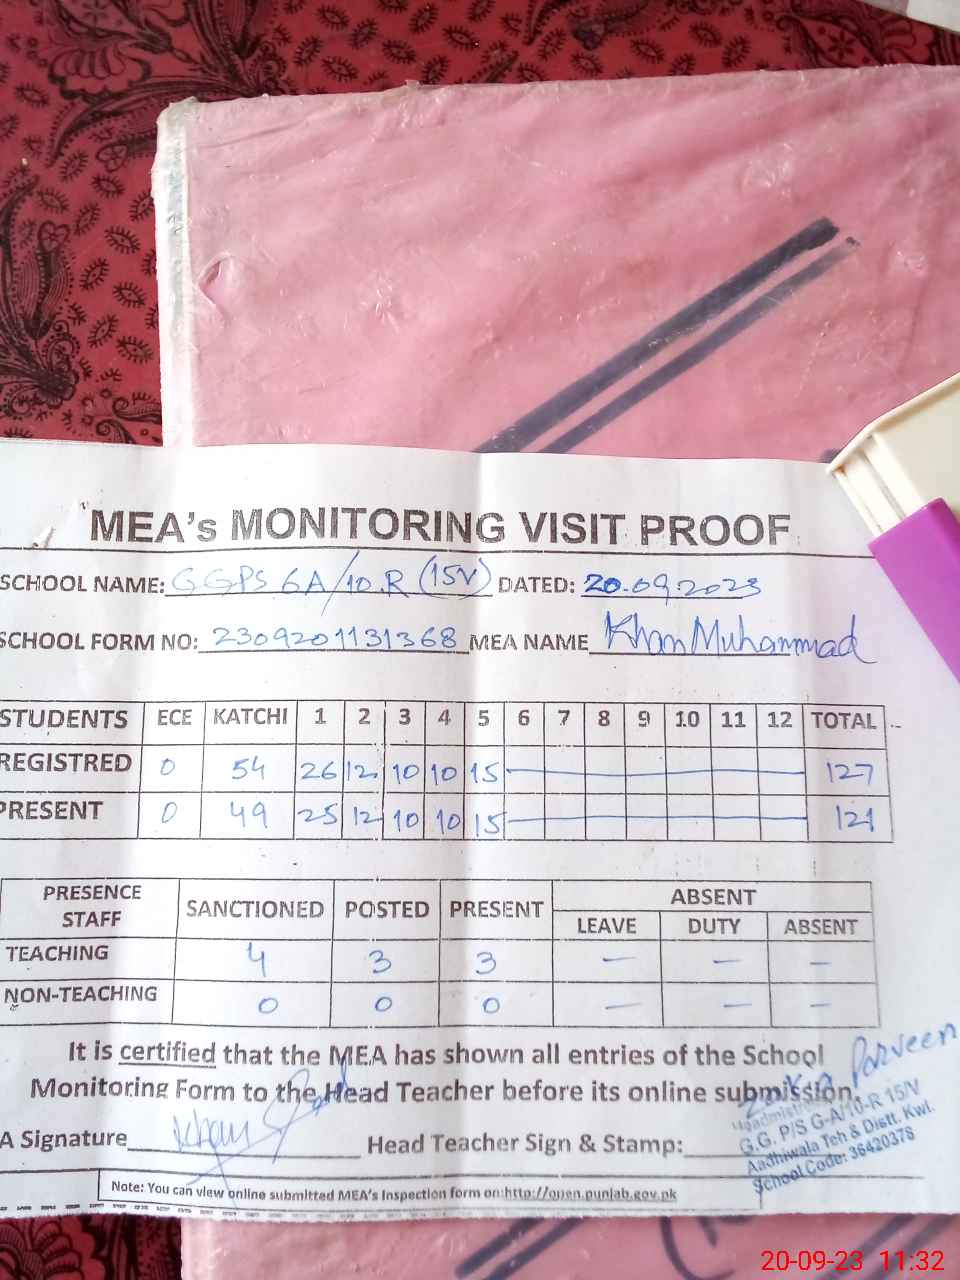 MEA's MONITORING VISIT PROOF
SCHOOL NAME: GGPS 6A/10.R (15V) DATED: 20.09.2023
SCHOOL FORM NO: 2309201131368 MEA NAME Khan Muhammad
STUDENTS ECE KATCHI 1 2 3 4 5 6 7 8 9 10 11 12 TOTAL
REGISTRED 0 54 26 12 10 10 15 127
PRESENT 0 49 25 12 10 10 15 121
PRESENCE STAFF SANCTIONED POSTED PRESENT ABSENT
LEAVE DUTY ABSENT
TEACHING 4 3 3 — — —
NON-TEACHING 0 0 0 — — —
It is certified that the MEA has shown all entries of the School
Monitoring Form to the Head Teacher before its online submission.
Parveen
A Signature Khan Head Teacher Sign & Stamp:
G.G. P/S G-A/10-R 15/V
Aadhiwala Teh & Distt. Kwl.
School Code: 36420376
Note: You can view online submitted MEA's Inspection form on:http://open.punjab.gov.pk
20-09-23 11:32